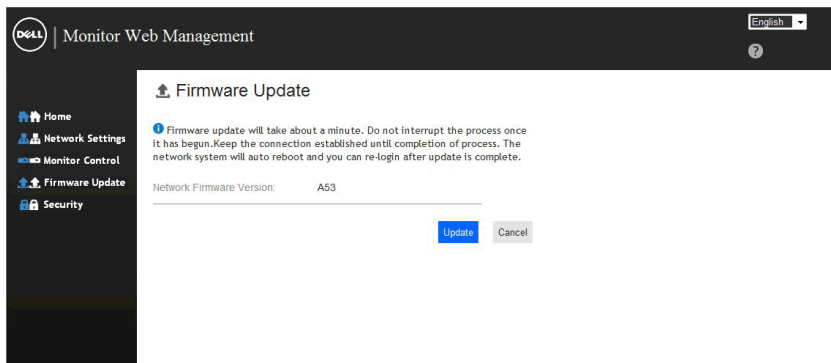 DELL | Monitor Web Management
English
?
Firmware Update
Home
Network Settings
Monitor Control
Firmware Update
Security
Firmware update will take about a minute. Do not interrupt the process once
it has begun.Keep the connection established until completion of process. The
network system will auto reboot and you can re-login after update is complete.
Network Firmware Version: A53
Update Cancel